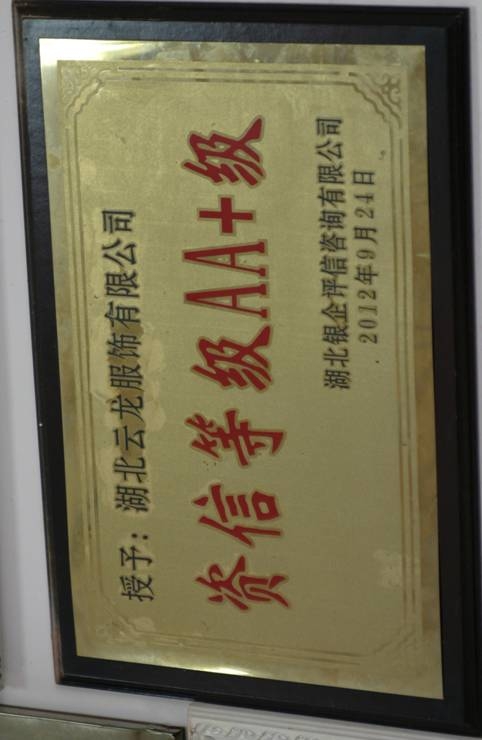 授予：湖北云龙服饰有限公司
资信等级AA+级
湖北银企评信咨询有限公司
2012年9月24日